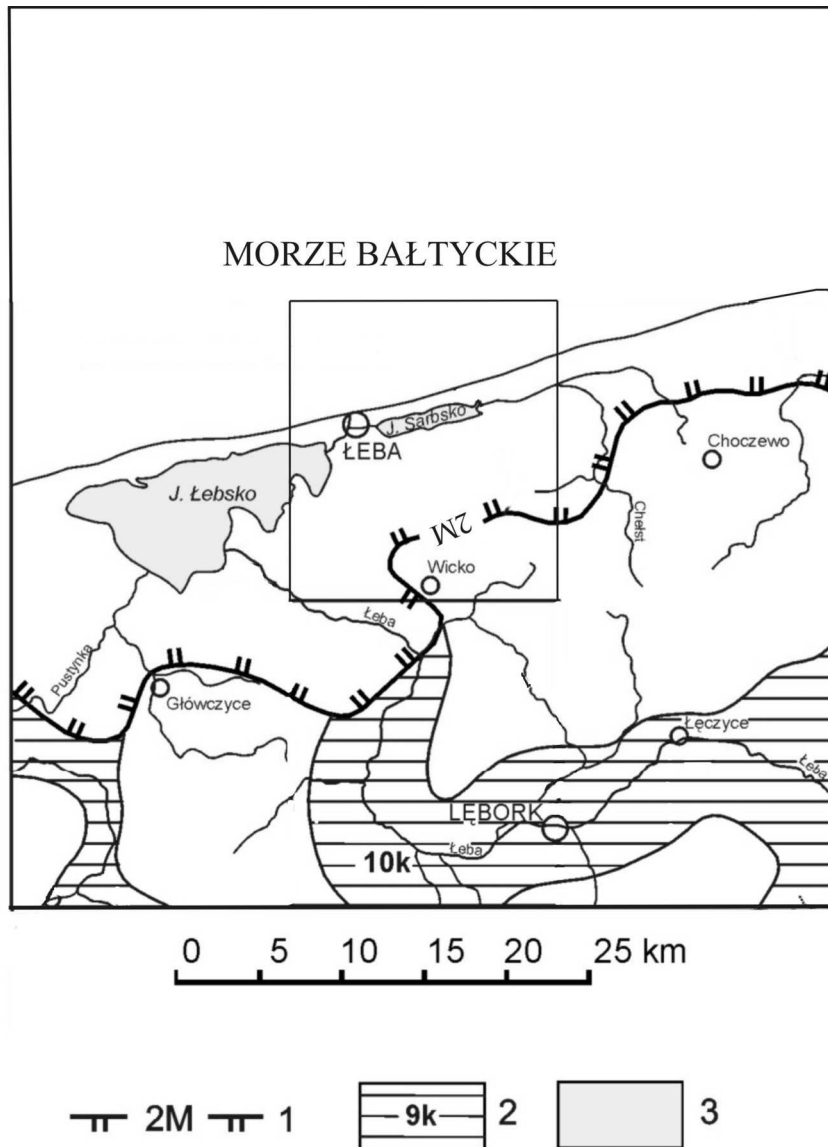 MORZE BAŁTYCKIE
J. Sarbsko
ŁEBA
Choczewo
J. Łebsko
2M
Chełst
Wicko
Łeba
Pustynka
Główczyce
Łęczyce
Łeba
LĘBORK
Łeba
10k
0 5 10 15 20 25 km
2M 1 9k 2 3